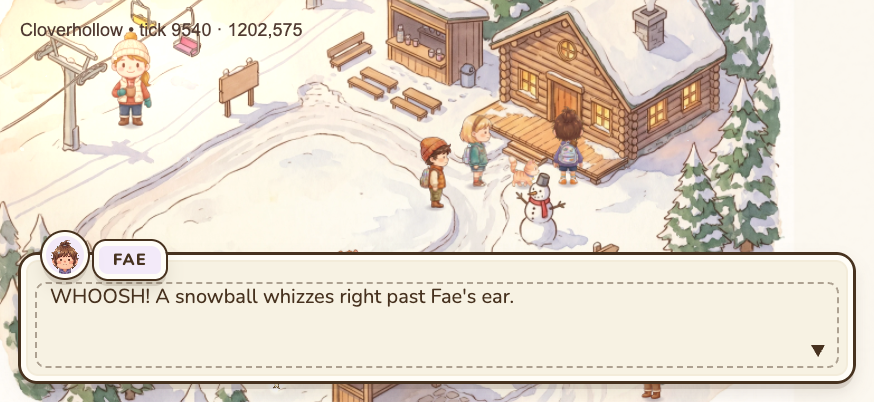 Cloverhollow • tick 9540 · 1202,575
FAE
WHOOSH! A snowball whizzes right past Fae's ear.